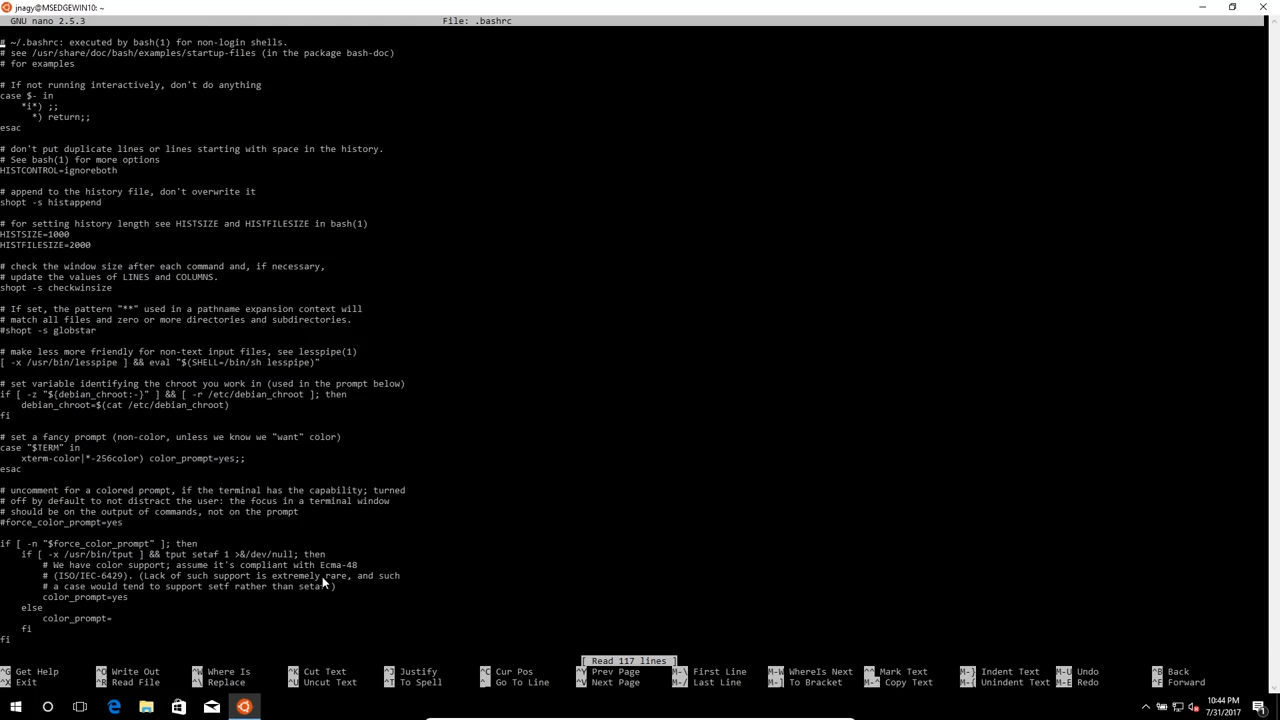 jnagy@MSEDGEWIN10: ~
GNU nano 2.5.3 File: .bashrc
# ~/.bashrc: executed by bash(1) for non-login shells.
# see /usr/share/doc/bash/examples/startup-files (in the package bash-doc)
# for examples
# If not running interactively, don't do anything
case $- in
*i*) ;;
*) return;;
esac
# don't put duplicate lines or lines starting with space in the history.
# See bash(1) for more options
HISTCONTROL=ignoreboth
# append to the history file, don't overwrite it
shopt -s histappend
# for setting history length see HISTSIZE and HISTFILESIZE in bash(1)
HISTSIZE=1000
HISTFILESIZE=2000
# check the window size after each command and, if necessary,
# update the values of LINES and COLUMNS.
shopt -s checkwinsize
# If set, the pattern "**" used in a pathname expansion context will
# match all files and zero or more directories and subdirectories.
#shopt -s globstar
# make less more friendly for non-text input files, see lesspipe(1)
[ -x /usr/bin/lesspipe ] && eval "$(SHELL=/bin/sh lesspipe)"
# set variable identifying the chroot you work in (used in the prompt below)
if [ -z "${debian_chroot:-}" ] && [ -r /etc/debian_chroot ]; then
debian_chroot=$(cat /etc/debian_chroot)
fi
# set a fancy prompt (non-color, unless we know we "want" color)
case "$TERM" in
xterm-color|*-256color) color_prompt=yes;;
esac
# uncomment for a colored prompt, if the terminal has the capability; turned
# off by default to not distract the user: the focus in a terminal window
# should be on the output of commands, not on the prompt
#force_color_prompt=yes
if [ -n "$force_color_prompt" ]; then
if [ -x /usr/bin/tput ] && tput setaf 1 >&/dev/null; then
# We have color support; assume it's compliant with Ecma-48
# (ISO/IEC-6429). (Lack of such support is extremely rare, and such
# a case would tend to support setf rather than setaf.)
color_prompt=yes
else
color_prompt=
fi
fi
[ Read 117 lines ]
^G Get Help ^O Write Out ^W Where Is ^K Cut Text ^J Justify ^C Cur Pos ^Y Prev Page M-\ First Line M-W WhereIs Next ^^ Mark Text M-} Indent Text M-U Undo ^B Back
^X Exit ^R Read File ^\ Replace ^U Uncut Text ^T To Spell ^_ Go To Line ^V Next Page M-/ Last Line M-] To Bracket M-^ Copy Text M-{ Unindent Text M-E Redo ^F Forward
10:44 PM
7/31/2017